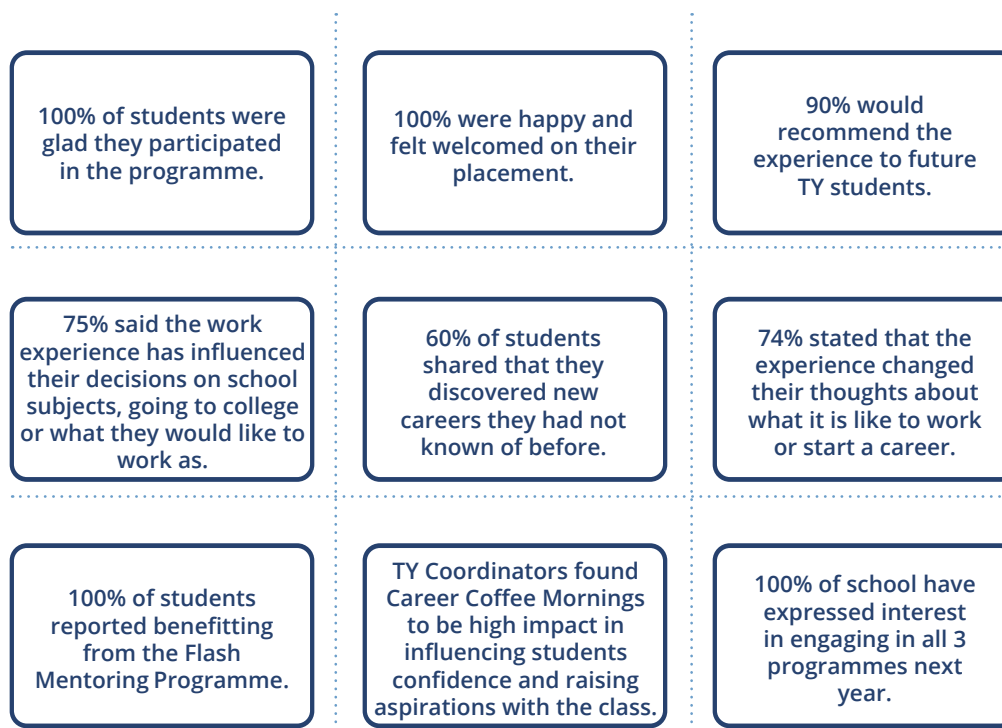 100% of students were
glad they participated
in the programme.
100% were happy and
felt welcomed on their
placement.
90% would
recommend the
experience to future
TY students.
75% said the work
experience has influenced
their decisions on school
subjects, going to college
or what they would like to
work as.
60% of students
shared that they
discovered new
careers they had not
known of before.
74% stated that the
experience changed
their thoughts about
what it is like to work
or start a career.
100% of students
reported benefitting
from the Flash
Mentoring Programme.
TY Coordinators found
Career Coffee Mornings
to be high impact in
influencing students
confidence and raising
aspirations with the class.
100% of school have
expressed interest
in engaging in all 3
programmes next
year.